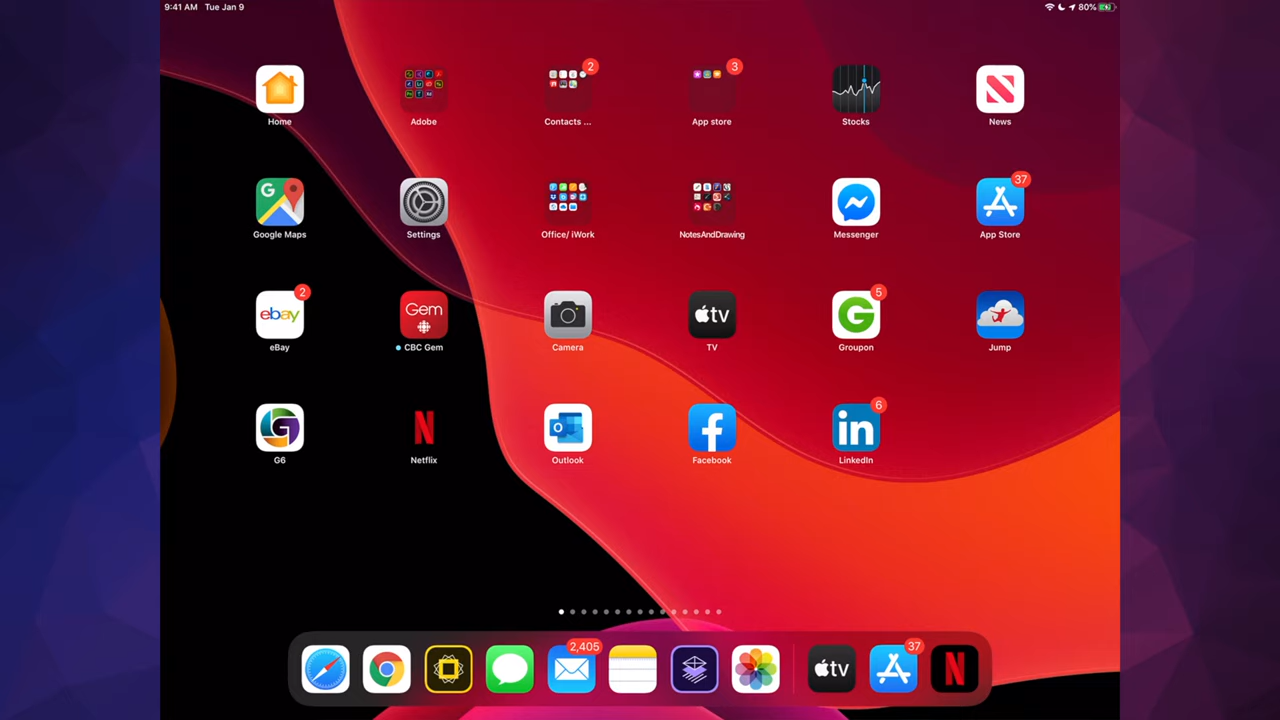 9:41 AM Tue Jan 9
80%
2
3
Home
Adobe
Contacts ...
App store
Stocks
News
37
Google Maps
Settings
Office/ iWork
NotesAndDrawing
Messenger
App Store
2
ebay
Gem
tv
5
eBay
CBC Gem
Camera
TV
Groupon
Jump
6
in
G6
Netflix
Outlook
Facebook
LinkedIn
2,405
37
tv